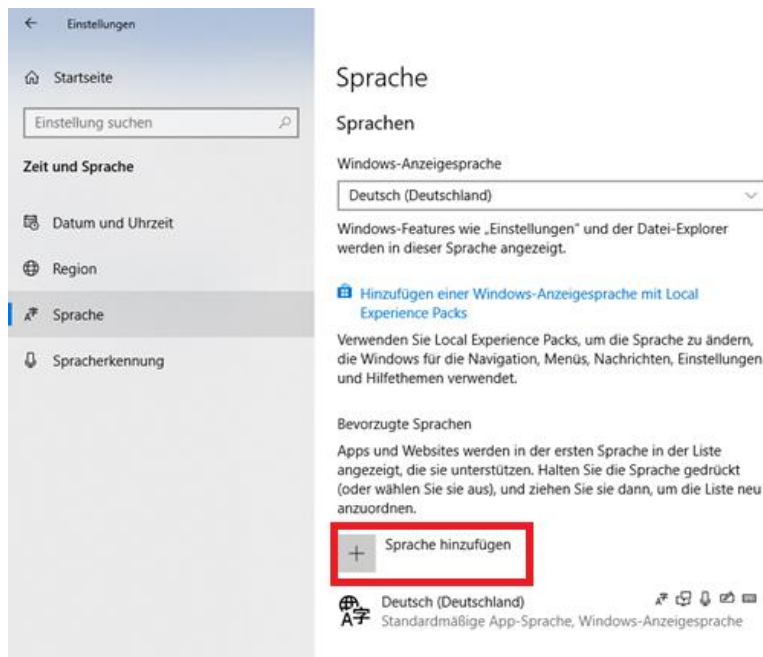 Einstellungen
Startseite
Einstellung suchen
Zeit und Sprache
Datum und Uhrzeit
Region
Sprache
Spracherkennung
Sprache
Sprachen
Windows-Anzeigesprache
Deutsch (Deutschland)
Windows-Features wie „Einstellungen" und der Datei-Explorer
werden in dieser Sprache angezeigt.
Hinzufügen einer Windows-Anzeigesprache mit Local
Experience Packs
Verwenden Sie Local Experience Packs, um die Sprache zu ändern,
die Windows für die Navigation, Menüs, Nachrichten, Einstellungen
und Hilfethemen verwendet.
Bevorzugte Sprachen
Apps und Websites werden in der ersten Sprache in der Liste
angezeigt, die sie unterstützen. Halten Sie die Sprache gedrückt
(oder wählen Sie sie aus), und ziehen Sie sie dann, um die Liste neu
anzuordnen.
Sprache hinzufügen
Deutsch (Deutschland)
Standardmäßige App-Sprache, Windows-Anzeigesprache